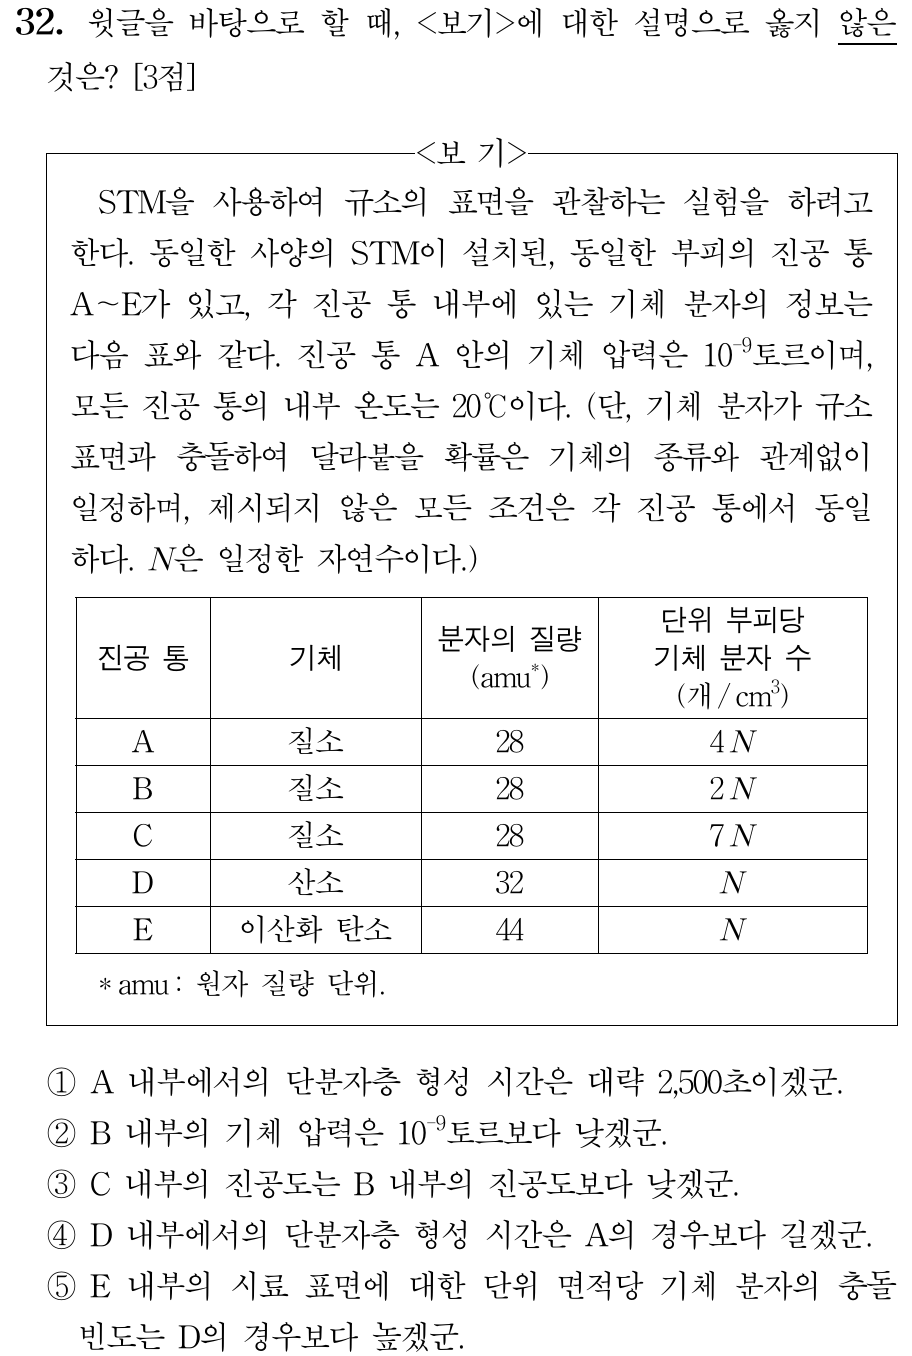 32. 윗글을 바탕으로 할 때, <보기>에 대한 설명으로 옳지 않은
것은? [3점]
<보 기>
STM을 사용하여 규소의 표면을 관찰하는 실험을 하려고
한다. 동일한 사양의 STM이 설치된, 동일한 부피의 진공 통
A~E가 있고, 각 진공 통 내부에 있는 기체 분자의 정보는
다음 표와 같다. 진공 통 A 안의 기체 압력은 10⁻⁹토르이며,
모든 진공 통의 내부 온도는 20℃이다. (단, 기체 분자가 규소
표면과 충돌하여 달라붙을 확률은 기체의 종류와 관계없이
일정하며, 제시되지 않은 모든 조건은 각 진공 통에서 동일
하다. N은 일정한 자연수이다.)
진공 통 기체 분자의 질량 (amu*) 단위 부피당 기체 분자 수 (개/cm³)
A 질소 28 4N
B 질소 28 2N
C 질소 28 7N
D 산소 32 N
E 이산화 탄소 44 N
*amu: 원자 질량 단위.
① A 내부에서의 단분자층 형성 시간은 대략 2,500초이겠군.
② B 내부의 기체 압력은 10⁻⁹토르보다 낮겠군.
③ C 내부의 진공도는 B 내부의 진공도보다 낮겠군.
④ D 내부에서의 단분자층 형성 시간은 A의 경우보다 길겠군.
⑤ E 내부의 시료 표면에 대한 단위 면적당 기체 분자의 충돌
빈도는 D의 경우보다 높겠군.